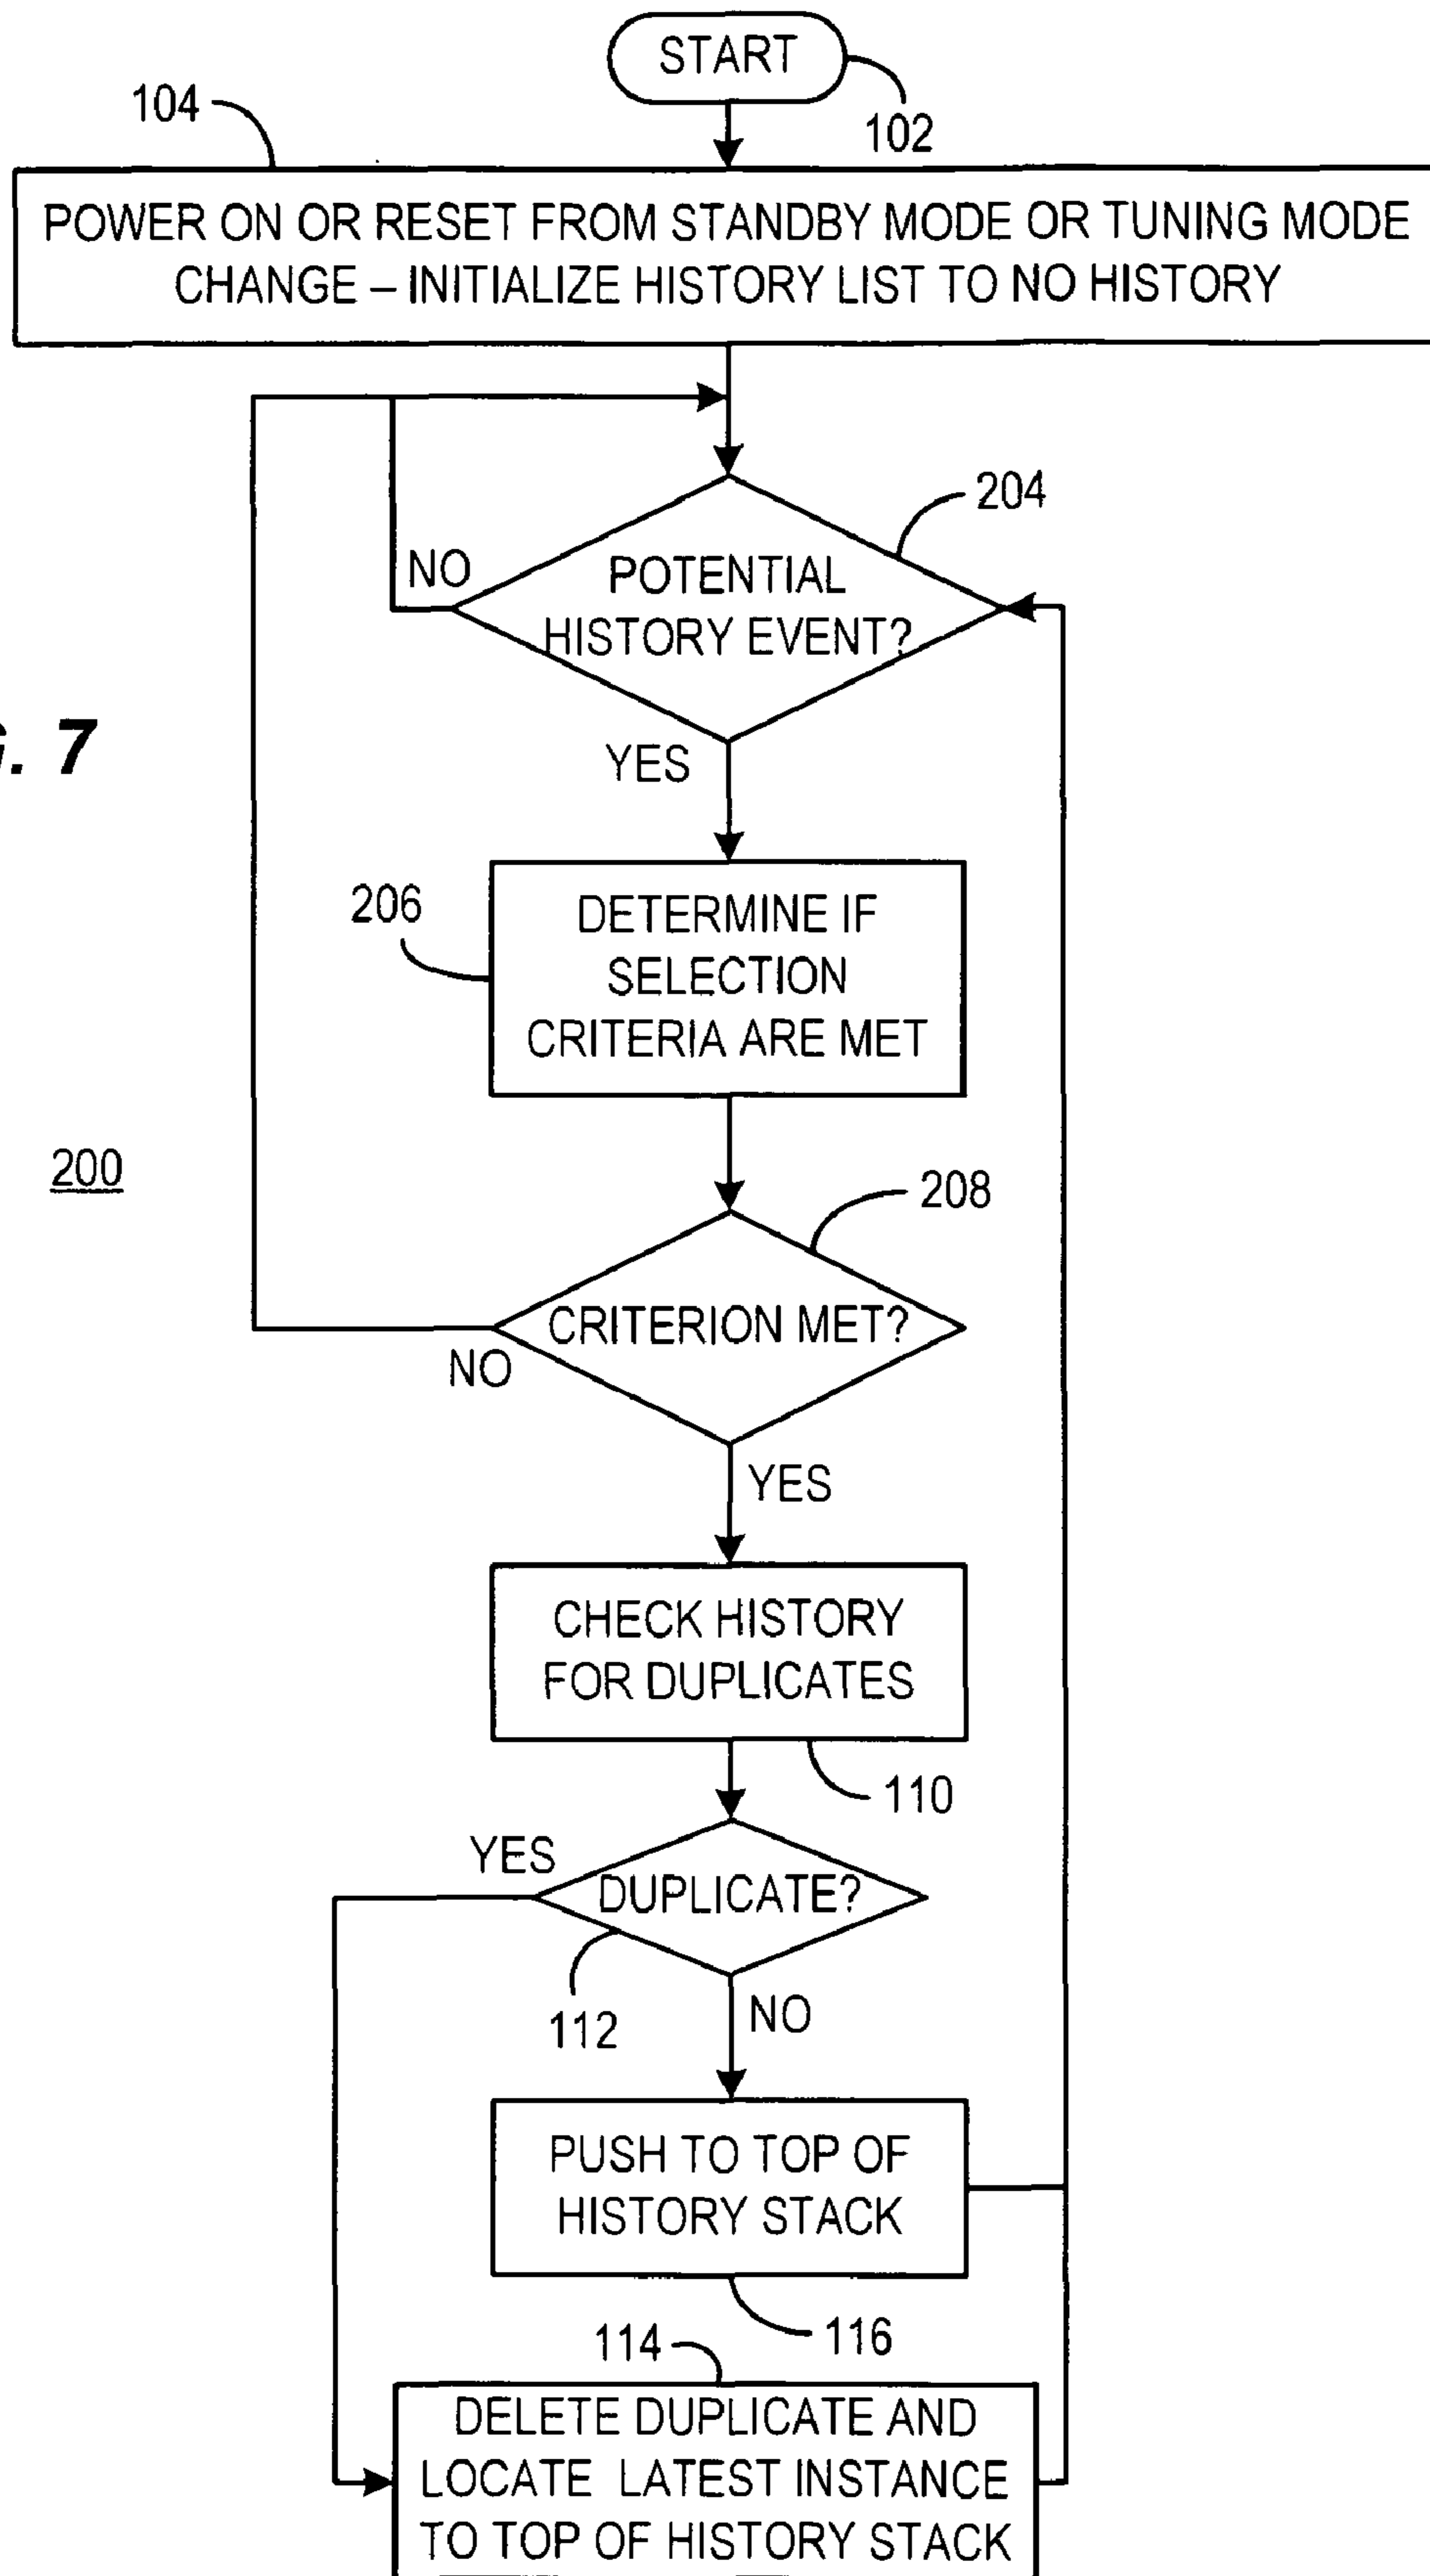 START
102
104
POWER ON OR RESET FROM STANDBY MODE OR TUNING MODE
CHANGE – INITIALIZE HISTORY LIST TO NO HISTORY
204
NO
POTENTIAL
HISTORY EVENT?
G. 7
YES
206
DETERMINE IF
SELECTION
CRITERIA ARE MET
200
208
CRITERION MET?
NO
YES
CHECK HISTORY
FOR DUPLICATES
110
YES
DUPLICATE?
112
NO
PUSH TO TOP OF
HISTORY STACK
116
114
DELETE DUPLICATE AND
LOCATE LATEST INSTANCE
TO TOP OF HISTORY STACK